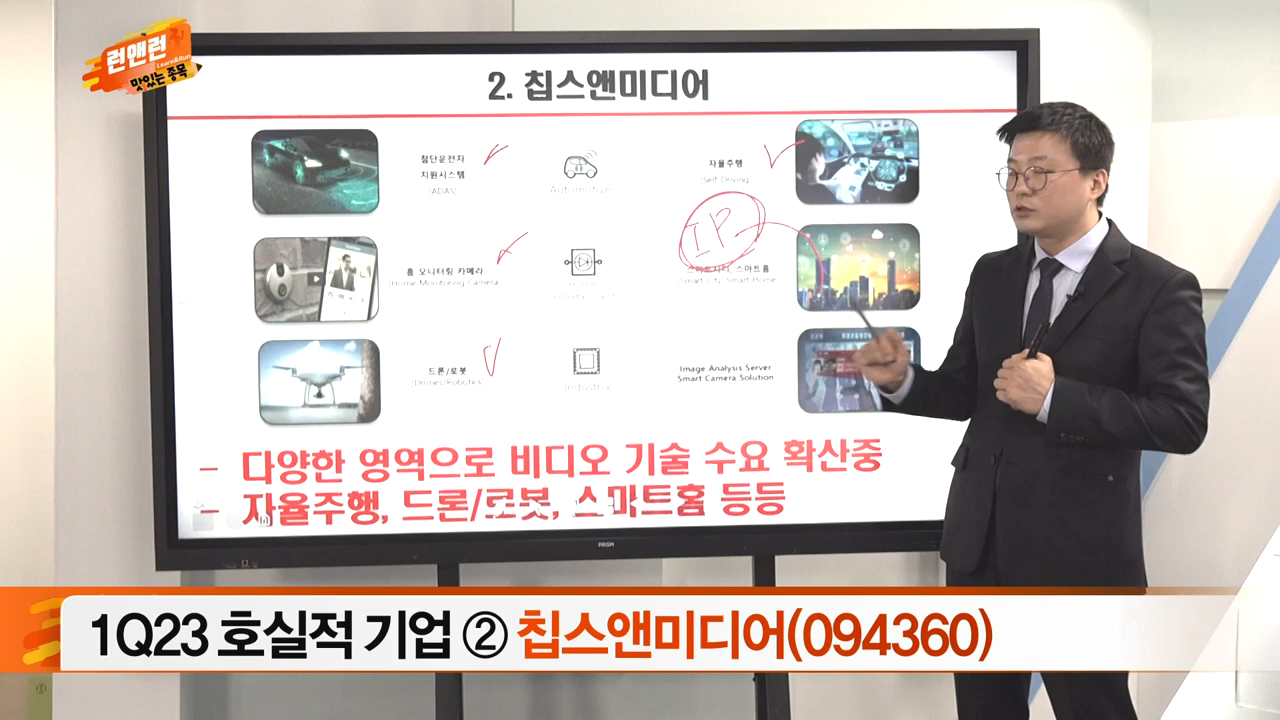 런앤런
Learn&Run
맛있는 종목
2. 칩스앤미디어
첨단운전자
지원시스템
(ADAS)
Automotive
자율주행
(Self Driving)
IP
홈 모니터링 카메라
(Home Monitoring Camera)
스마트홈
(Smart City, Smart Home)
드론/로봇
(Drones/Robotics)
Industrial
Image Analysis Server
Smart Camera Solution
- 다양한 영역으로 비디오 기술 수요 확산중
- 자율주행, 드론/로봇, 스마트홈 등등
PRISM
1Q23 호실적 기업 ② 칩스앤미디어(094360)